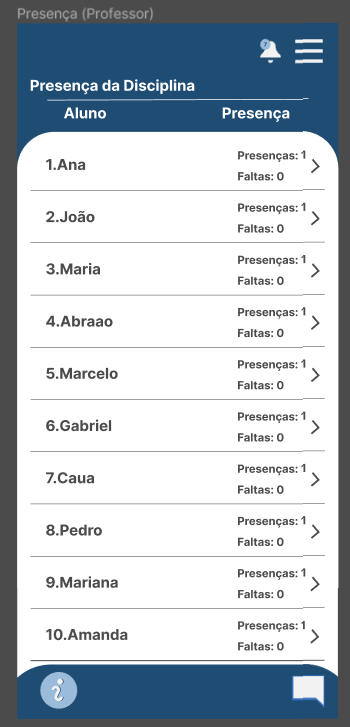 Presença (Professor)
?
Presença da Disciplina
Aluno Presença
1.Ana
Presenças: 1
Faltas: 0
2.João
Presenças: 1
Faltas: 0
3.Maria
Presenças: 1
Faltas: 0
4.Abraao
Presenças: 1
Faltas: 0
5.Marcelo
Presenças: 1
Faltas: 0
6.Gabriel
Presenças: 1
Faltas: 0
7.Caua
Presenças: 1
Faltas: 0
8.Pedro
Presenças: 1
Faltas: 0
9.Mariana
Presenças: 1
Faltas: 0
10.Amanda
Presenças: 1
Faltas: 0
i